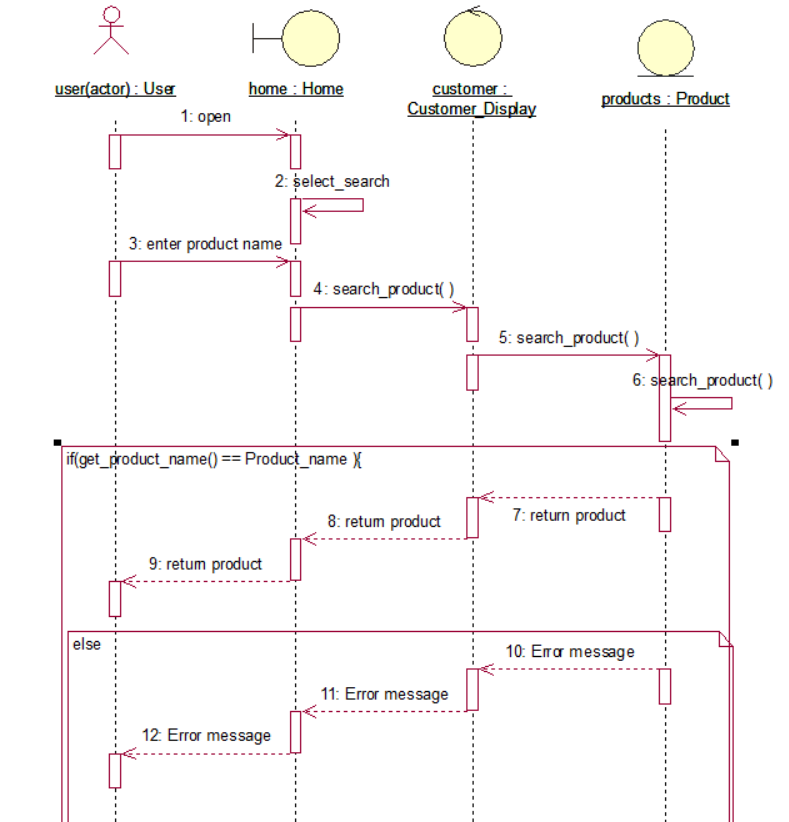 user(actor) : User
home : Home
customer :
Customer_Display
products : Product
1: open
2: select_search
3: enter product name
4: search_product( )
5: search_product( )
6: search_product( )
if(get_product_name() == Product_name ){
7: return product
8: return product
9: return product
else
10: Error message
11: Error message
12: Error message